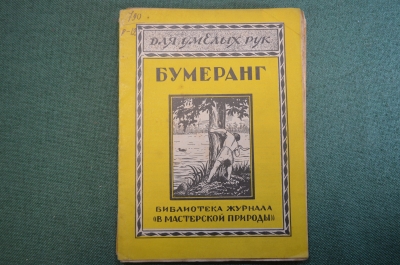 ДЛЯ УМЕЛЫХ РУК
БУМЕРАНГ
БИБЛИОТЕКА ЖУРНАЛА
«В МАСТЕРСКОЙ ПРИРОДЫ»